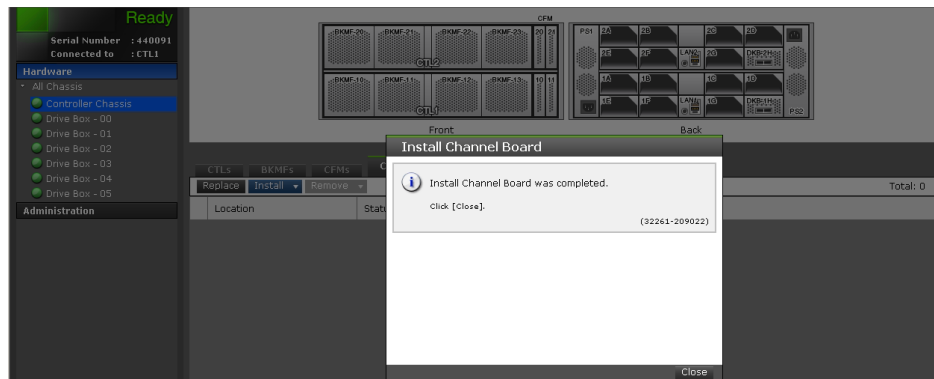 Ready
Serial Number : 440091
Connected to : CTL1
Hardware
All Chassis
Controller Chassis
Drive Box - 00
Drive Box - 01
Drive Box - 02
Drive Box - 03
Drive Box - 04
Drive Box - 05
Administration
CFM
BKMF-20 BKMF-21 BKMF-22 BKMF-23 20 21
CTL2
BKMF-10 BKMF-11 BKMF-12 BKMF-13 10 11
CTL1
Front
PS1 2A 2B 2C 2D
2E 2F LAN2 2G DKB-2H
1A 1B 1C 1D
1E 1F LAN1 1G DKB-1H PS2
Back
CTLs BKMFs CFMs C
Replace Install Remove
Total: 0
Location Statu
Install Channel Board
Install Channel Board was completed.
Click [Close].
(32261-209022)
Close